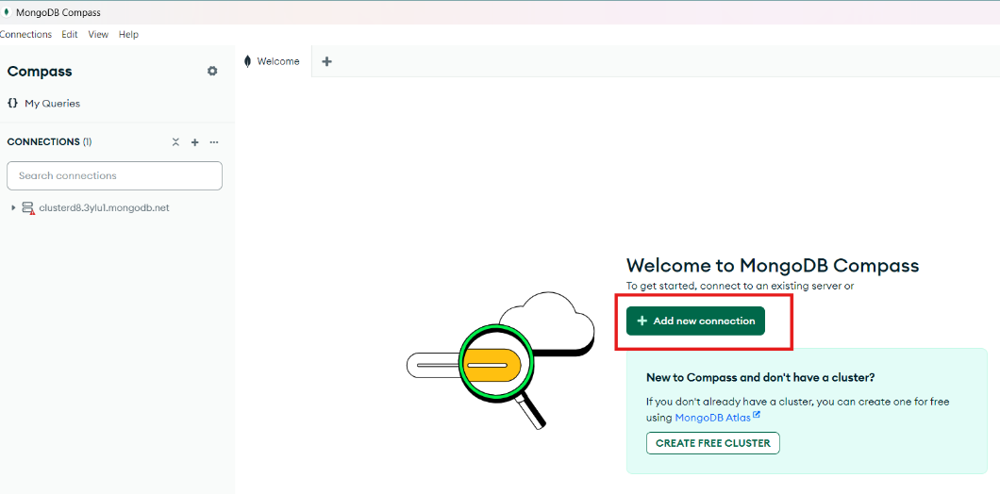 MongoDB Compass
Connections Edit View Help
Compass
Welcome
{} My Queries
CONNECTIONS (1)
Search connections
clusterd8.3ylu1.mongodb.net
Welcome to MongoDB Compass
To get started, connect to an existing server or
Add new connection
New to Compass and don't have a cluster?
If you don't already have a cluster, you can create one for free
using MongoDB Atlas
CREATE FREE CLUSTER